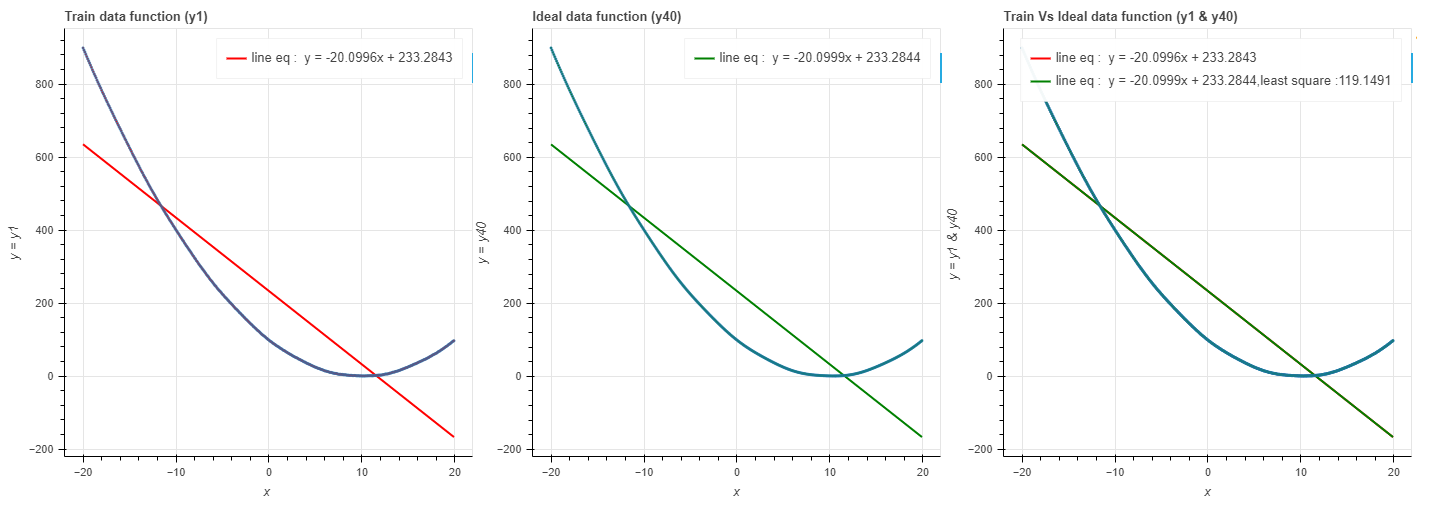 Train data function (y1)
line eq : y = -20.0996x + 233.2843
y = y1
800
600
400
200
0
−200
−20
−10
0
10
20
x
Ideal data function (y40)
line eq : y = -20.0999x + 233.2844
y = y40
800
600
400
200
0
−200
−20
−10
0
10
20
x
Train Vs Ideal data function (y1 & y40)
line eq : y = -20.0996x + 233.2843
line eq : y = -20.0999x + 233.2844,least square :119.1491
y = y1 & y40
800
600
400
200
0
−200
−20
−10
0
10
20
x